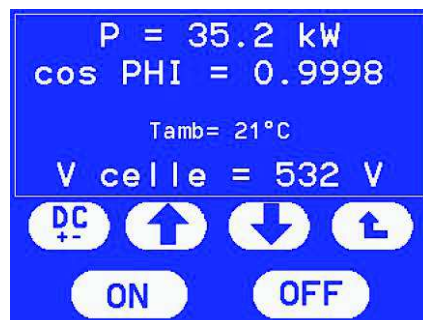 P = 35.2 kW
cos PHI = 0.9998
Tamb= 21°C
V celle = 532 V
DC
+-
ON OFF